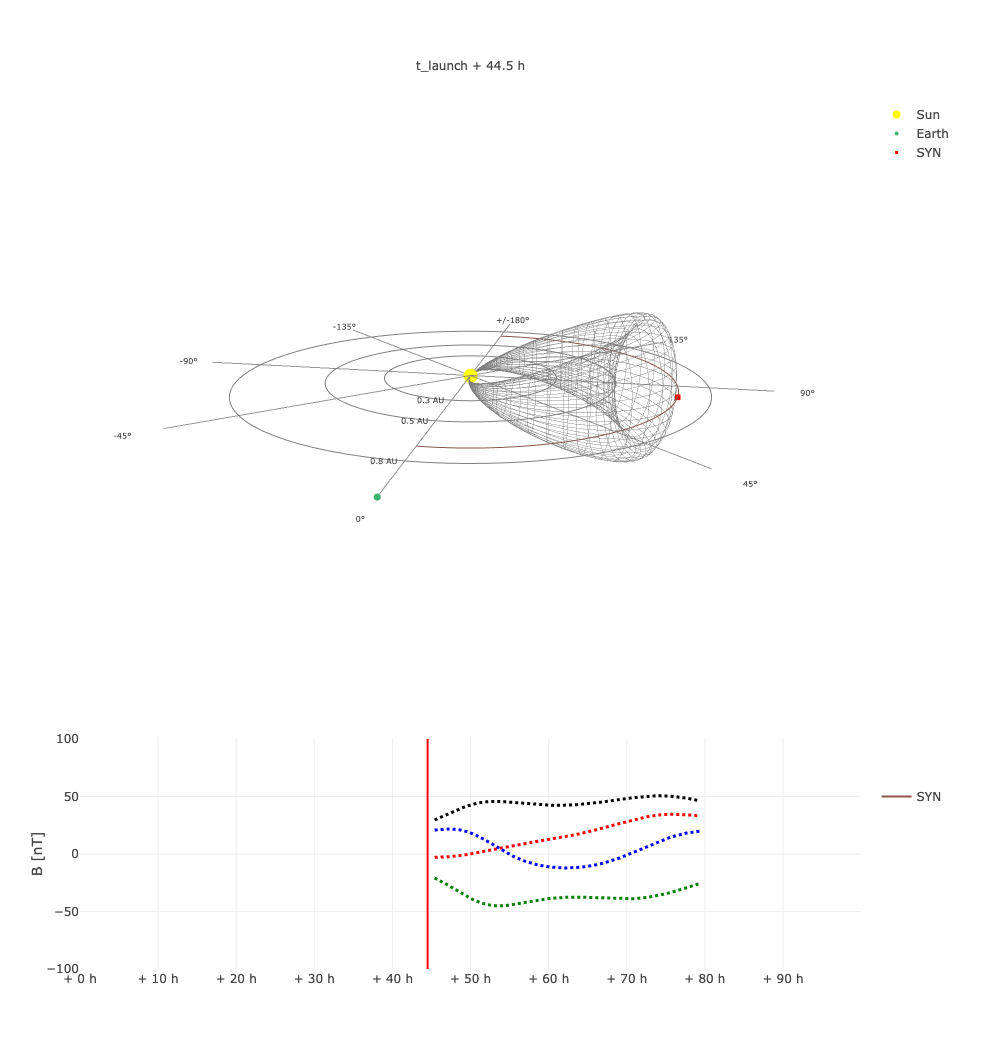 t_launch + 44.5 h
Sun
Earth
SYN
+/-180°
-135°
135°
-90°
90°
0.3 AU
0.5 AU
-45°
0.8 AU
45°
0°
100
50
0
−50
−100
B [nT]
SYN
+ 0 h
+ 10 h
+ 20 h
+ 30 h
+ 40 h
+ 50 h
+ 60 h
+ 70 h
+ 80 h
+ 90 h